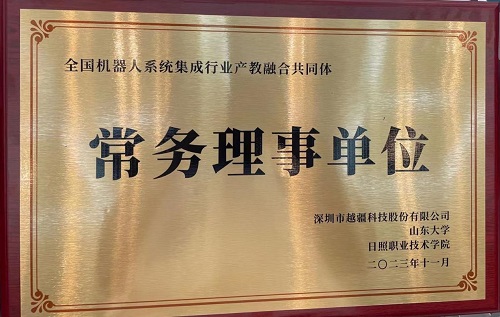 全国机器人系统集成行业产教融合共同体
常务理事单位
深圳市越疆科技股份有限公司
山东大学
日照职业技术学院
二〇二三年十一月